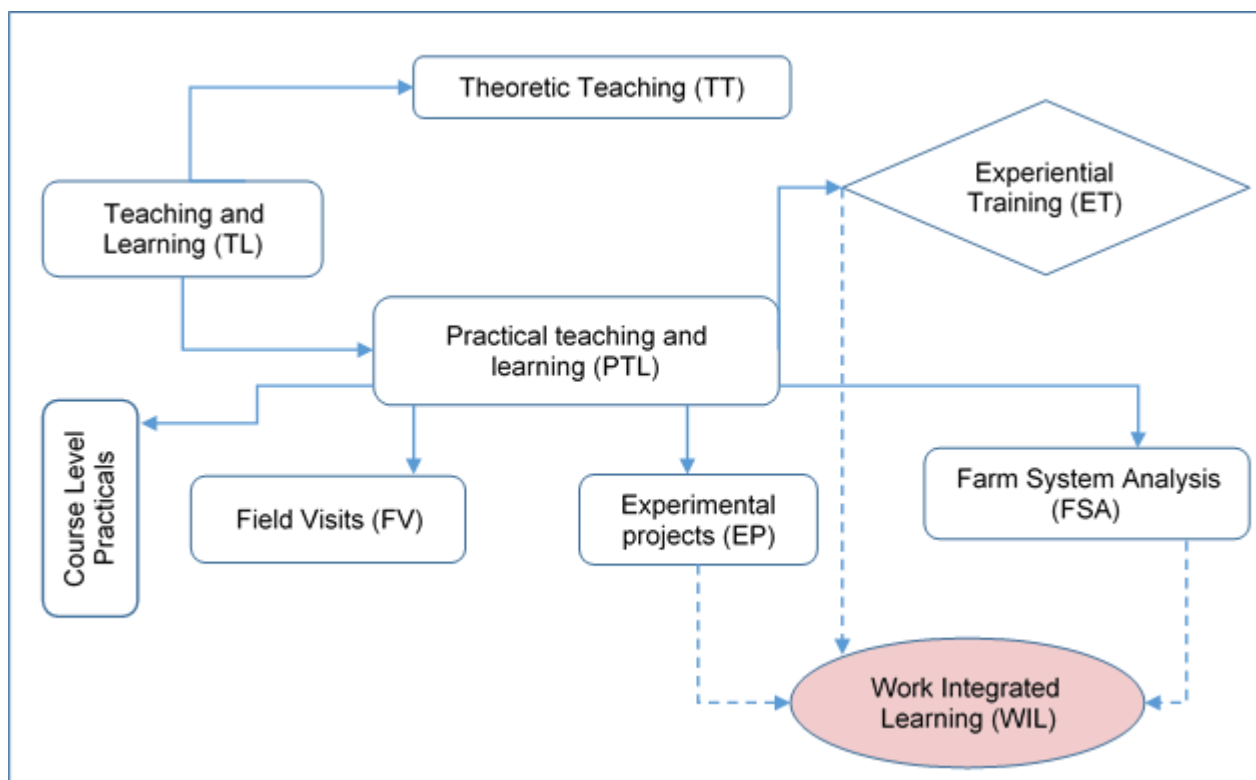 Theoretic Teaching (TT)
Experiential
Training (ET)
Teaching and
Learning (TL)
Practical teaching and
learning (PTL)
Course Level
Practicals
Field Visits (FV)
Experimental
projects (EP)
Farm System Analysis
(FSA)
Work Integrated
Learning (WIL)